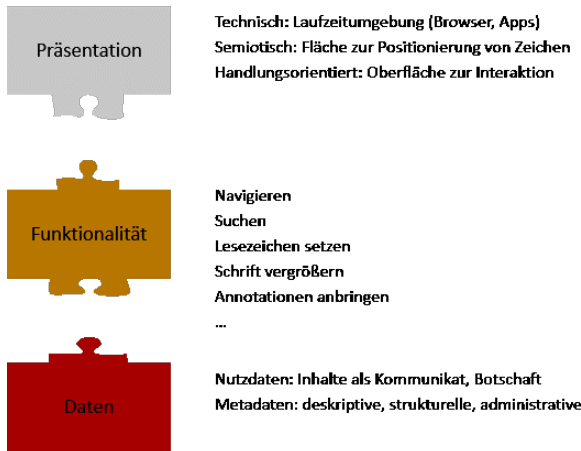 Präsentation
Technisch: Laufzeitumgebung (Browser, Apps)
Semiotisch: Fläche zur Positionierung von Zeichen
Handlungsorientiert: Oberfläche zur Interaktion
Funktionalität
Navigieren
Suchen
Lesezeichen setzen
Schrift vergrößern
Annotationen anbringen
...
Daten
Nutzdaten: Inhalte als Kommunikat, Botschaft
Metadaten: deskriptive, strukturelle, administrative